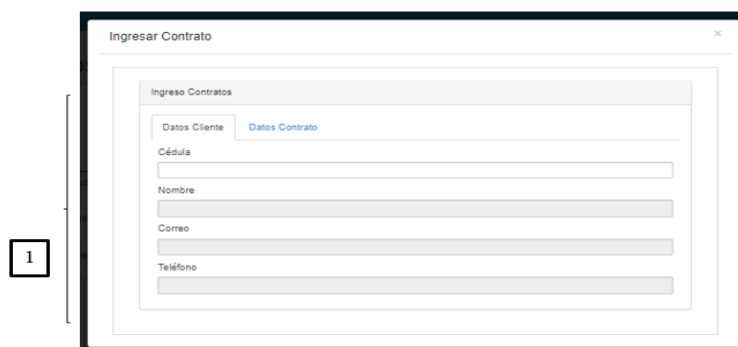 Ingresar Contrato ×
Ingreso Contratos
Datos Cliente Datos Contrato
Cédula
Nombre
Correo
Teléfono
1